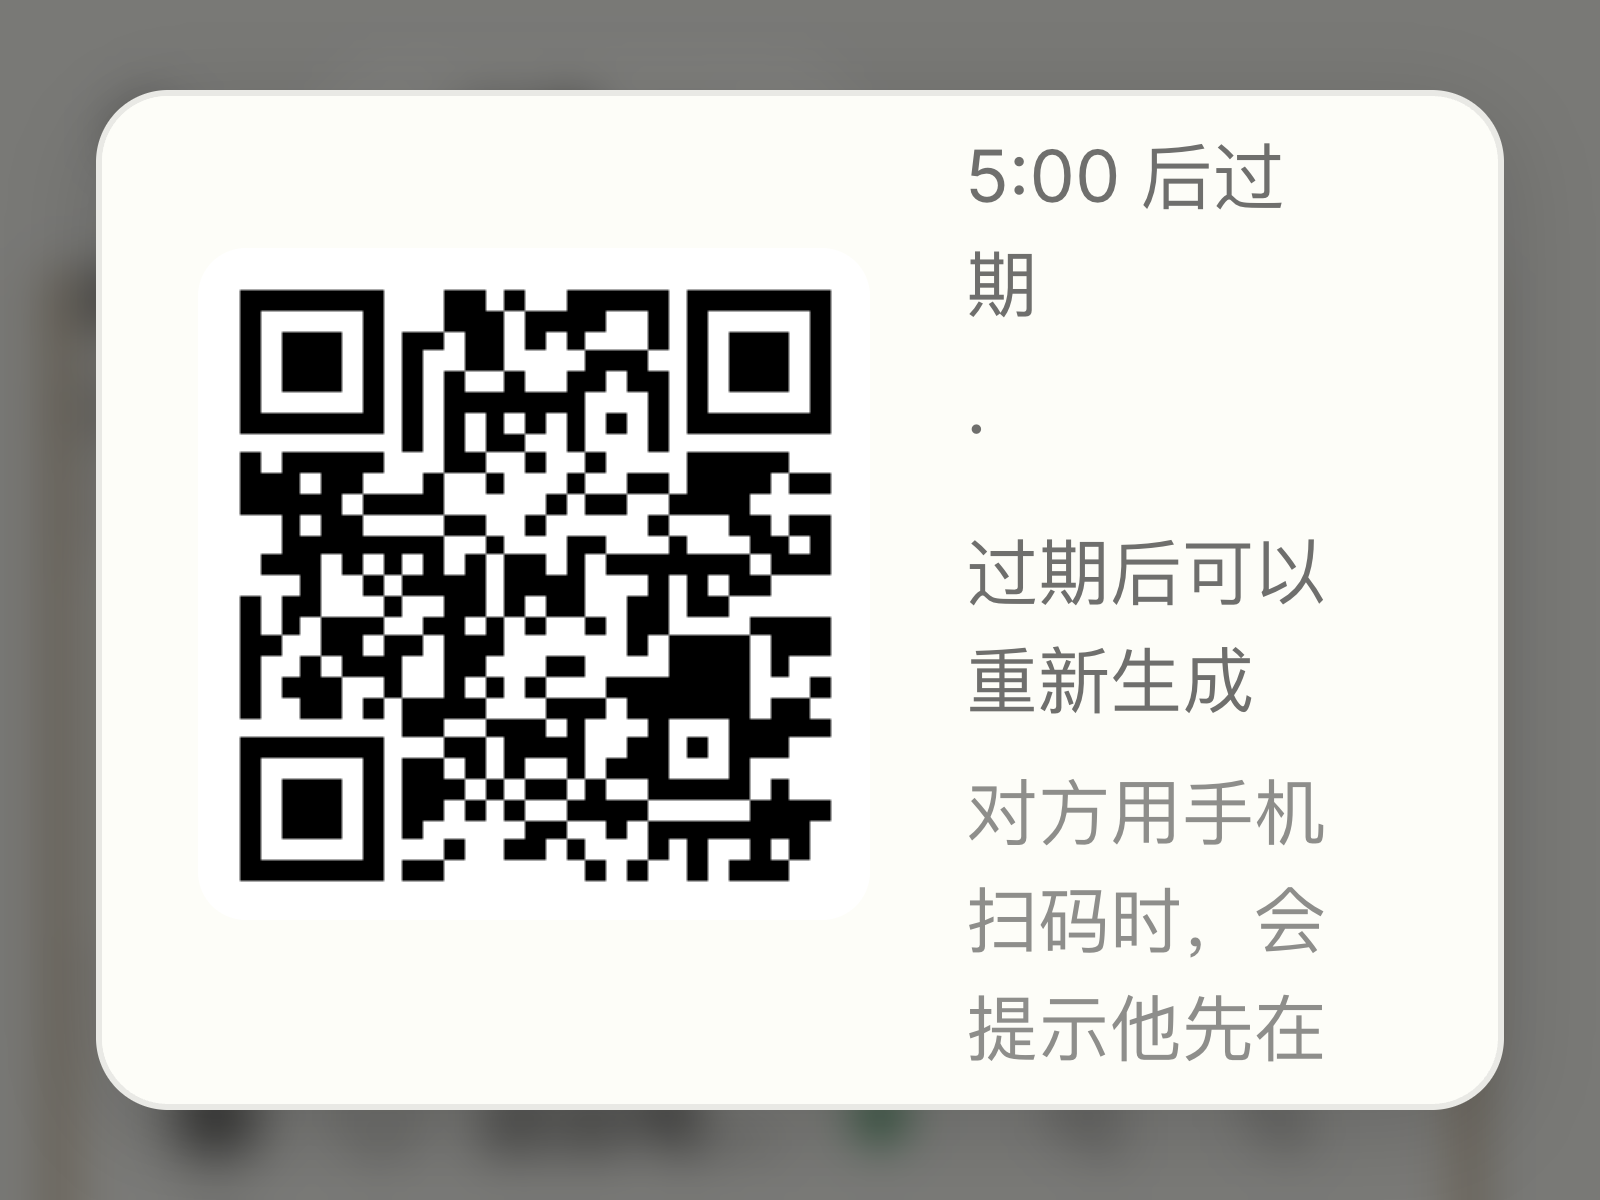 5:00 后过
期
·
过期后可以
重新生成
对方用手机
扫码时，会
提示他先在